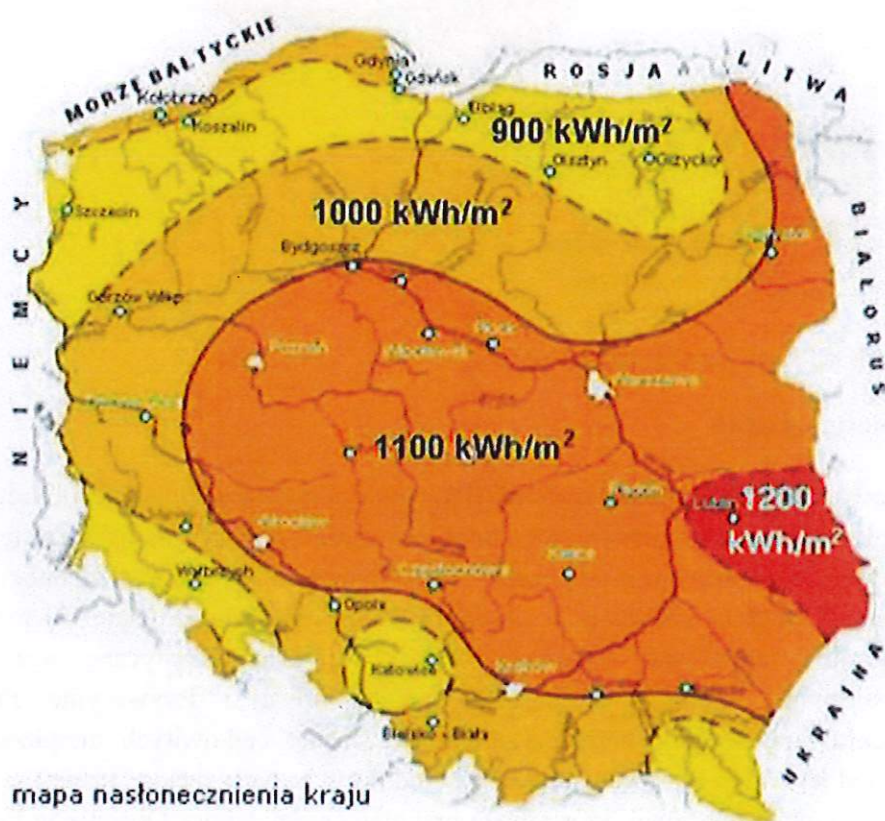 MORZE BAŁTYCKIE
ROSJA
LITWA
Gdynia
Gdańsk
Kołobrzeg
Koszalin
Elbląg
900 kWh/m²
Olsztyn
Giżycko
Szczecin
1000 kWh/m²
NIEMCY
BIAŁORUS
Bydgoszcz
Białystok
Gorzów Wlkp
Płock
Poznań
Włocławek
Warszawa
1100 kWh/m²
Radom
Lublin
1200
kWh/m²
Wrocław
Kielce
Wałbrzych
Częstochowa
Opole
Katowice
Kraków
Bielsko - Biała
UKRAINA
mapa nasłonecznienia kraju